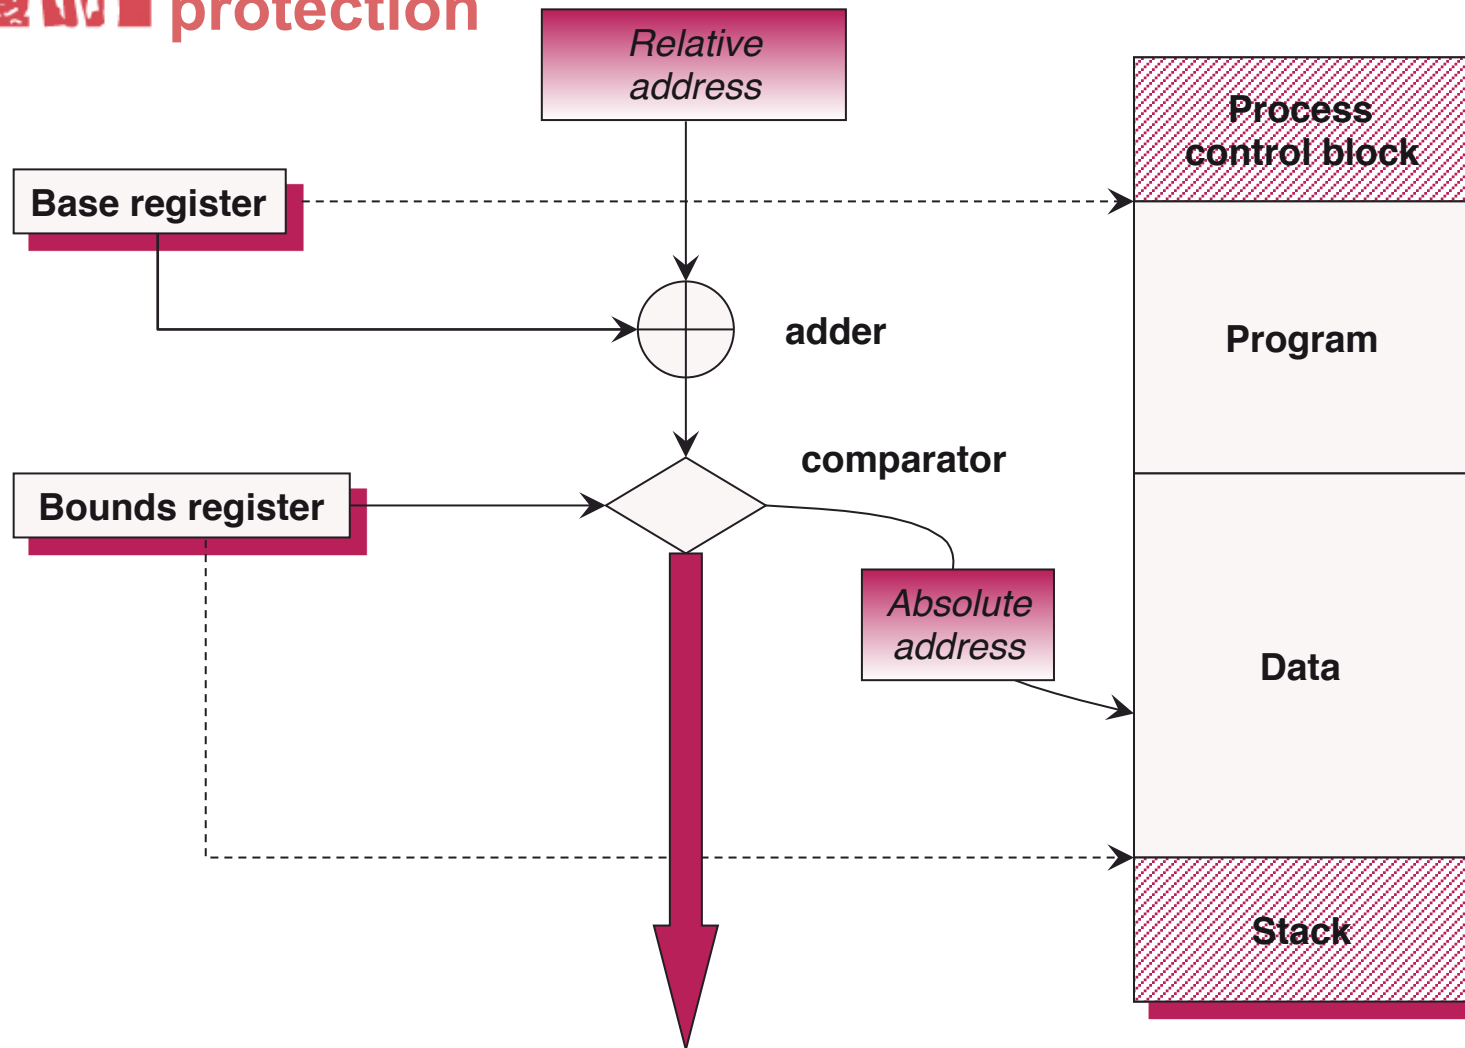 protection
Relative
address
Process
control block
Base register
adder
Program
comparator
Bounds register
Absolute
address
Data
Stack